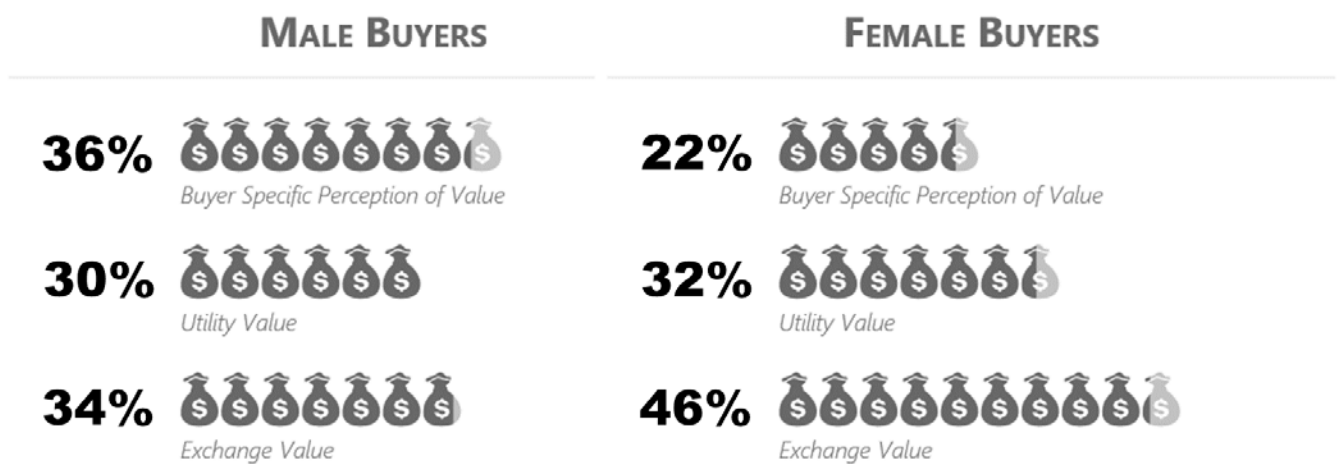 MALE BUYERS
36%
Buyer Specific Perception of Value
30%
Utility Value
34%
Exchange Value
FEMALE BUYERS
22%
Buyer Specific Perception of Value
32%
Utility Value
46%
Exchange Value